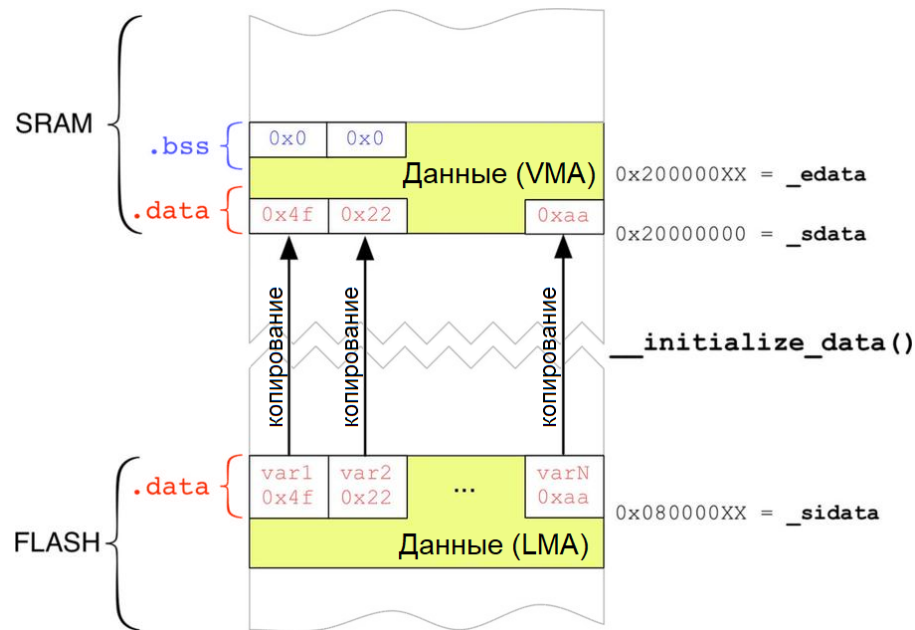 SRAM
.bss
0x0 0x0
Данные (VMA)
0x200000XX = _edata
.data
0x4f 0x22 0xaa
0x20000000 = _sdata
копирование
копирование
копирование
__initialize_data()
.data
var1 var2 ... varN
0x4f 0x22 0xaa
0x080000XX = _sidata
FLASH
Данные (LMA)